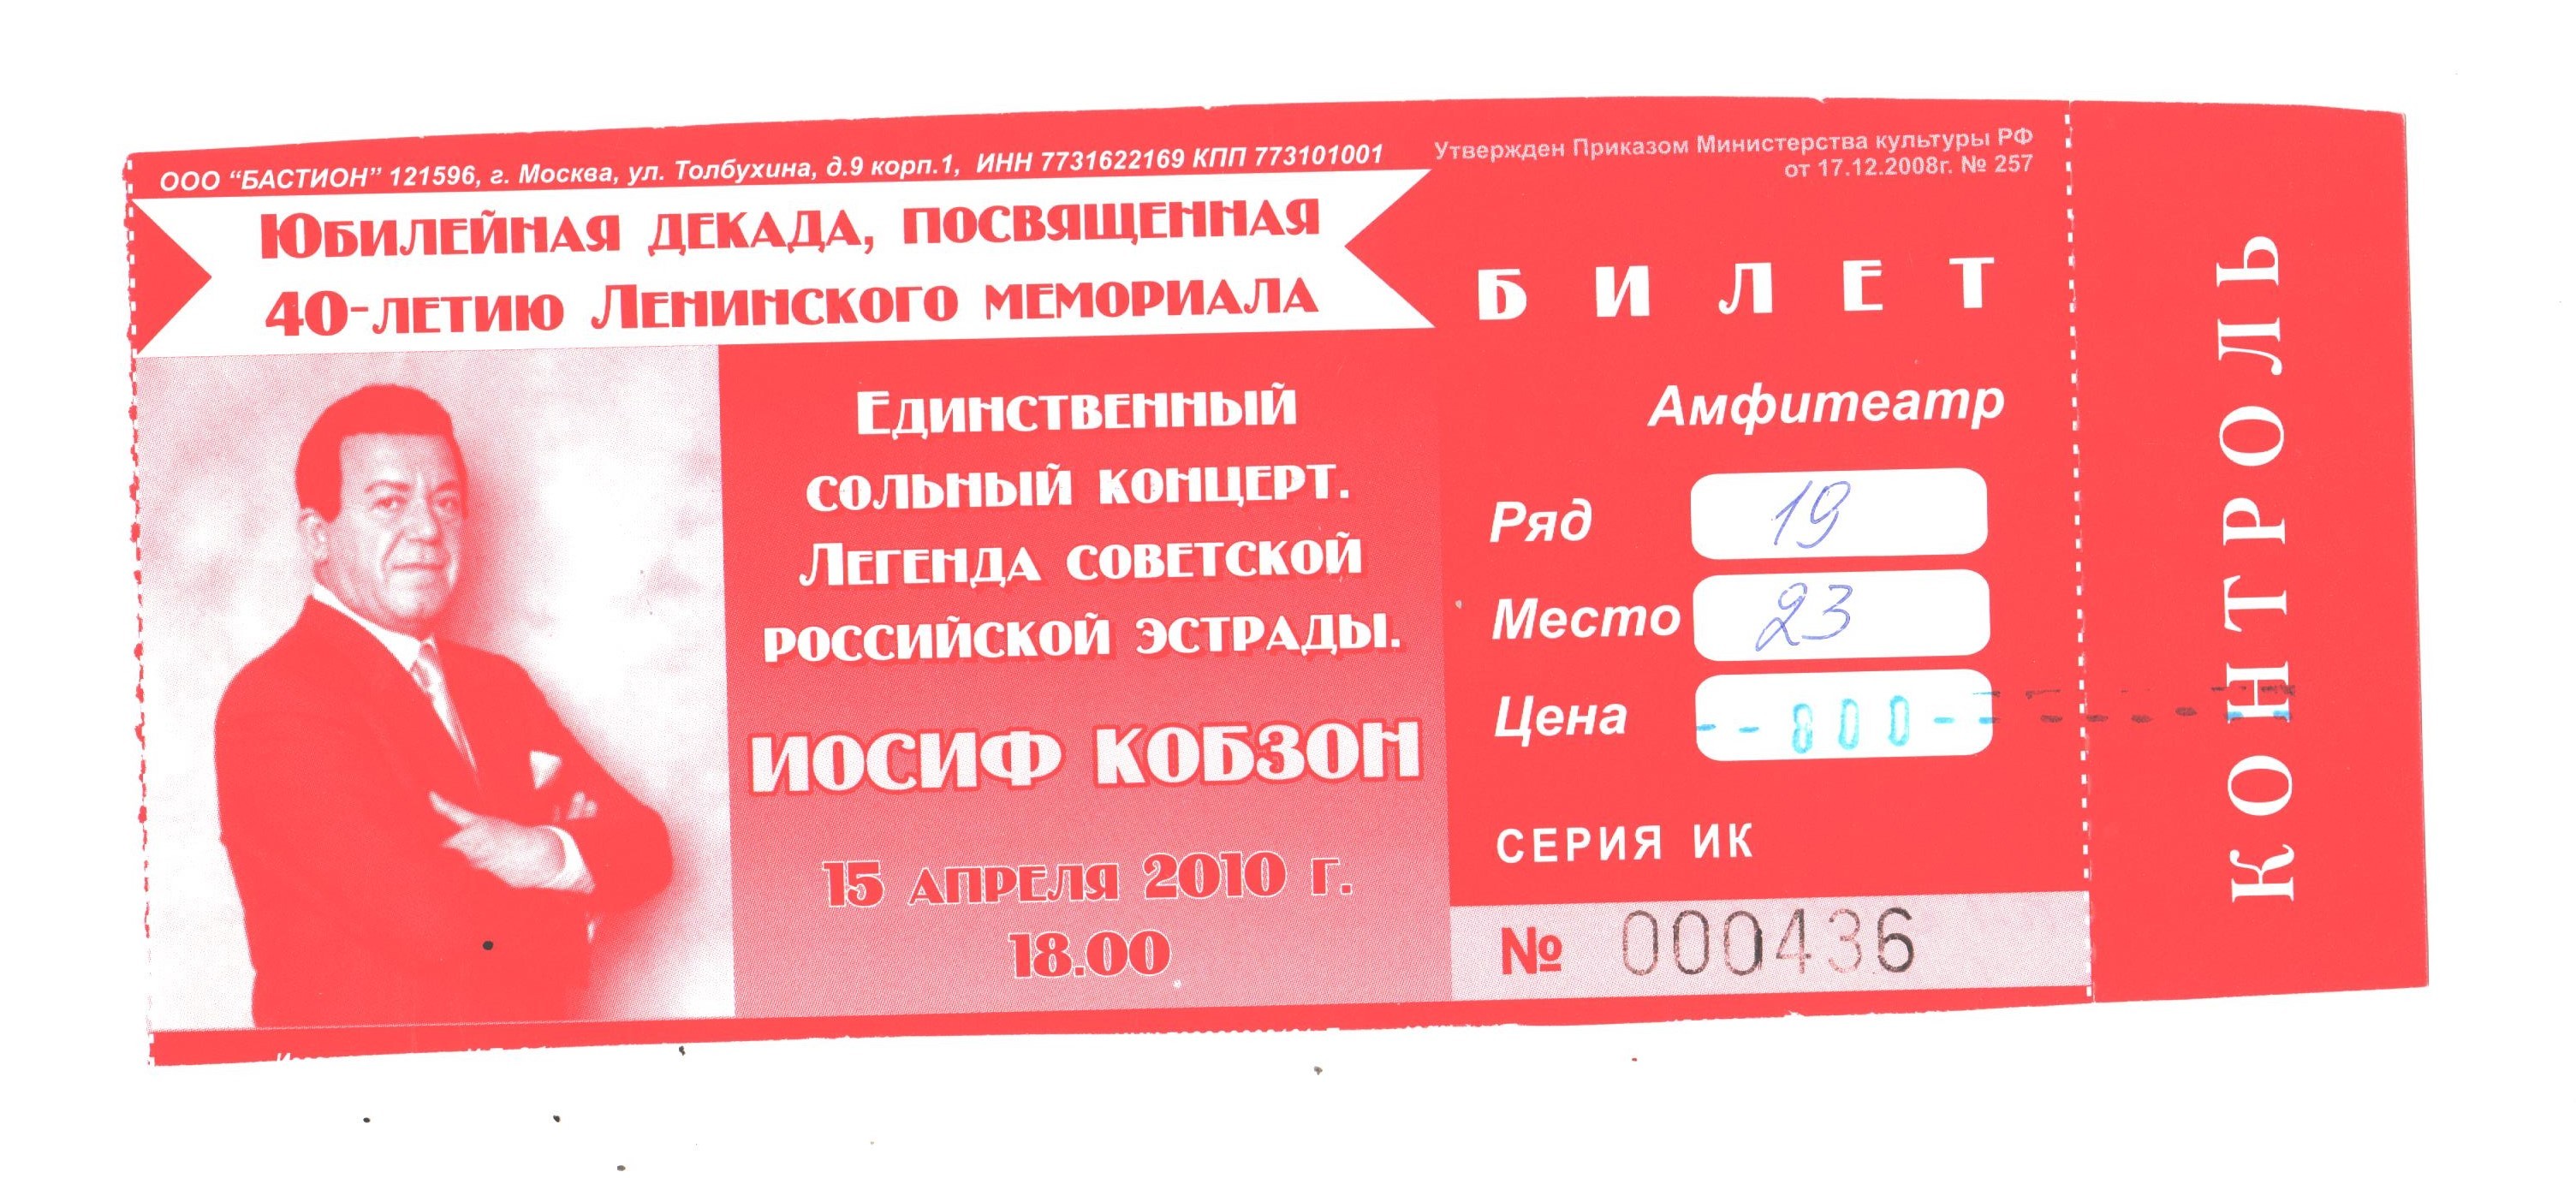 ООО “БАСТИОН” 121596, г. Москва, ул. Толбухина, д.9 корп.1, ИНН 7731622169 КПП 773101001
Утвержден Приказом Министерства культуры РФ
от 17.12.2008г. № 257
Юбилейная декада, посвященная
40-летию Ленинского мемориала
Единственный
сольный концерт.
Легенда советской
российской эстрады.
ИОСИФ КОБЗОН
15 апреля 2010 г.
18.00
БИЛЕТ
Амфитеатр
Ряд 19
Место 23
Цена --800--
СЕРИЯ ИК
№ 000436
КОНТРОЛЬ